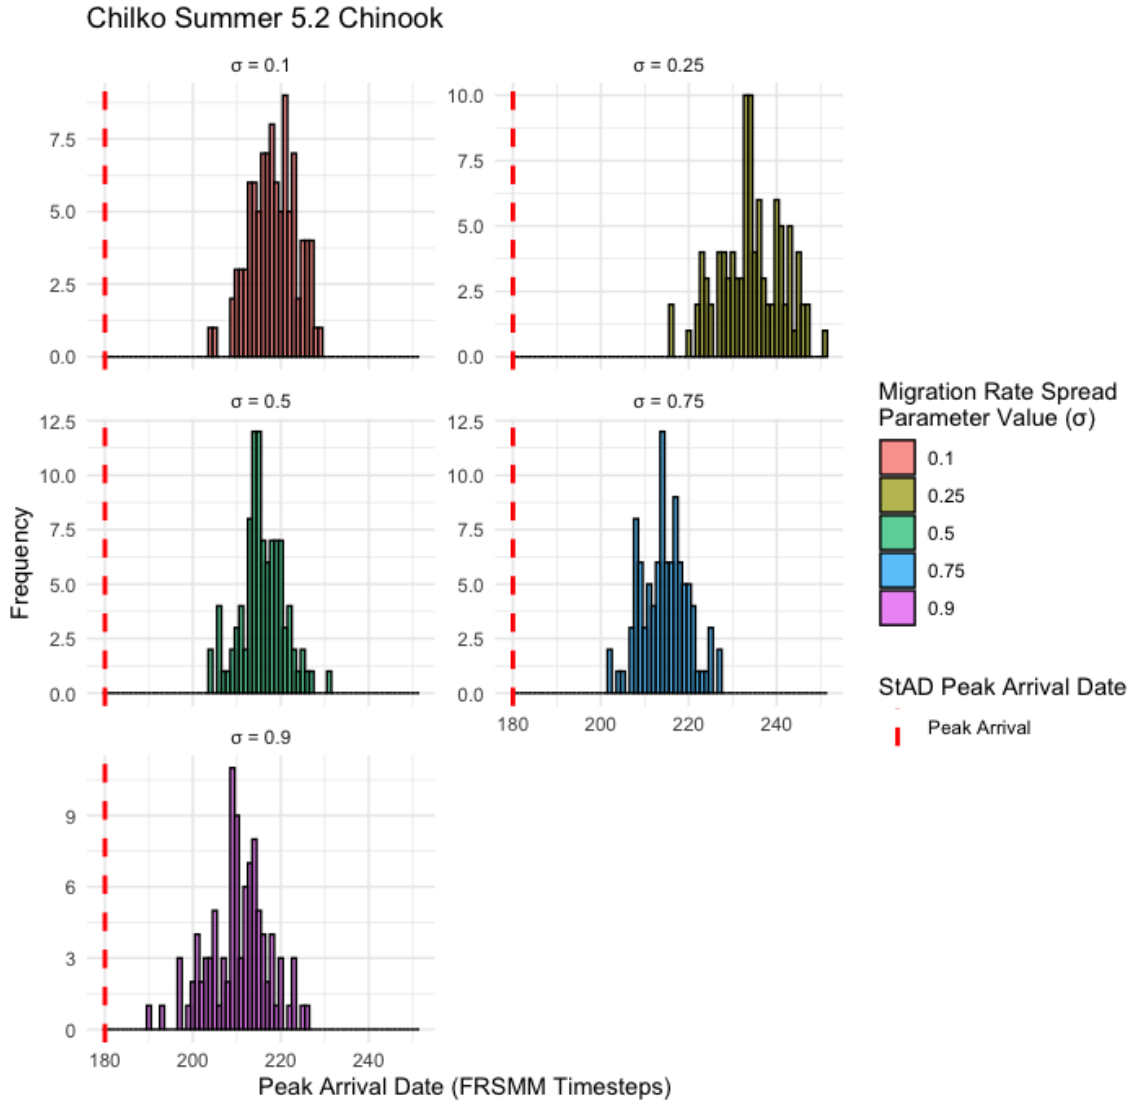 Chilko Summer 5.2 Chinook
σ = 0.1
σ = 0.25
7.5
5.0
2.5
0.0
10.0
7.5
5.0
2.5
0.0
σ = 0.5
σ = 0.75
12.5
10.0
7.5
5.0
2.5
0.0
12.5
10.0
7.5
5.0
2.5
0.0
180 200 220 240
σ = 0.9
9
6
3
0
180 200 220 240
Frequency
Peak Arrival Date (FRSMM Timesteps)
Migration Rate Spread
Parameter Value (σ)
0.1
0.25
0.5
0.75
0.9
StAD Peak Arrival Date
Peak Arrival